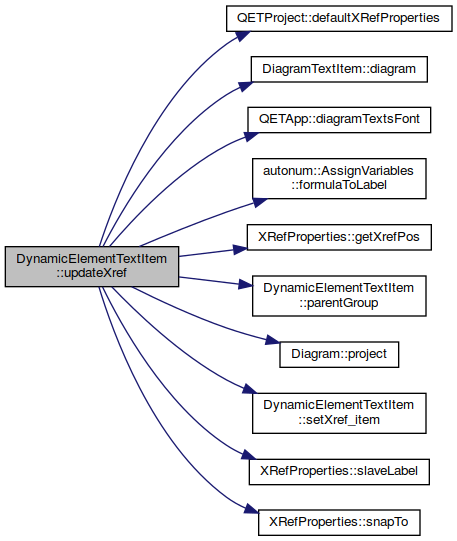 QETProject::defaultXRefProperties
DiagramTextItem::diagram
QETApp::diagramTextsFont
autonum::AssignVariables
::formulaToLabel
XRefProperties::getXrefPos
DynamicElementTextItem
::updateXref
DynamicElementTextItem
::parentGroup
Diagram::project
DynamicElementTextItem
::setXref_item
XRefProperties::slaveLabel
XRefProperties::snapTo